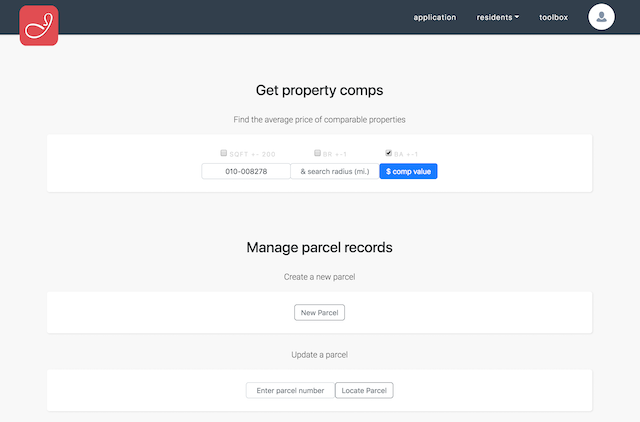 application residents toolbox
Get property comps
Find the average price of comparable properties
SQFT +- 200 BR +-1 BA +-1
010-008278 & search radius (mi.) $ comp value
Manage parcel records
Create a new parcel
New Parcel
Update a parcel
Enter parcel number Locate Parcel